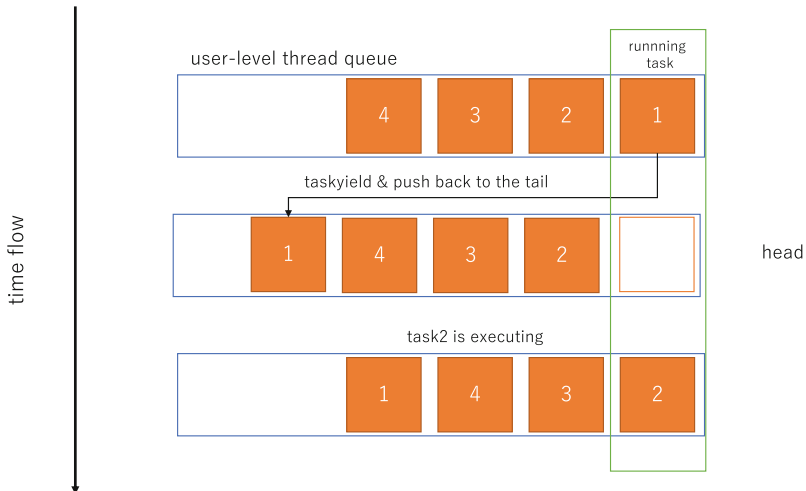 runnning
task
user-level thread queue
4 3 2 1
taskyield & push back to the tail
1 4 3 2
head
time flow
task2 is executing
1 4 3 2